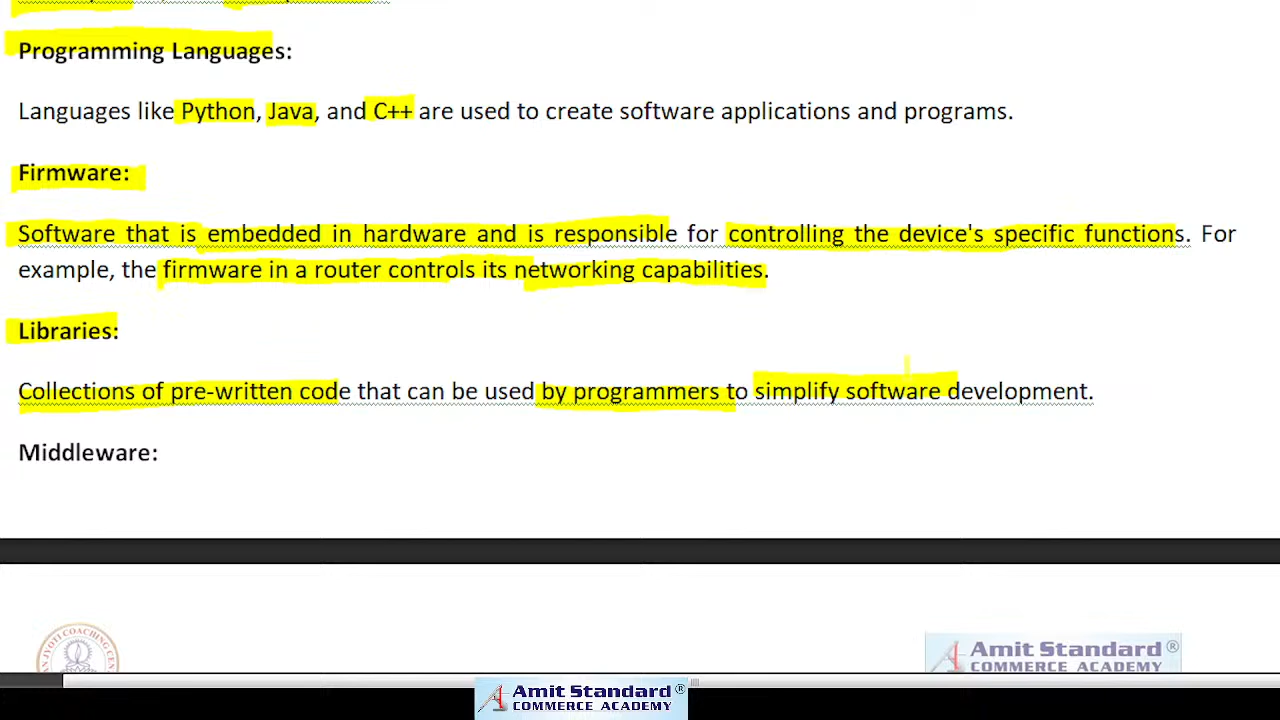 Programming Languages:
Languages like Python, Java, and C++ are used to create software applications and programs.
Firmware:
Software that is embedded in hardware and is responsible for controlling the device's specific functions. For
example, the firmware in a router controls its networking capabilities.
Libraries:
Collections of pre-written code that can be used by programmers to simplify software development.
Middleware:
Amit Standard®
COMMERCE ACADEMY
Amit Standard®
COMMERCE ACADEMY